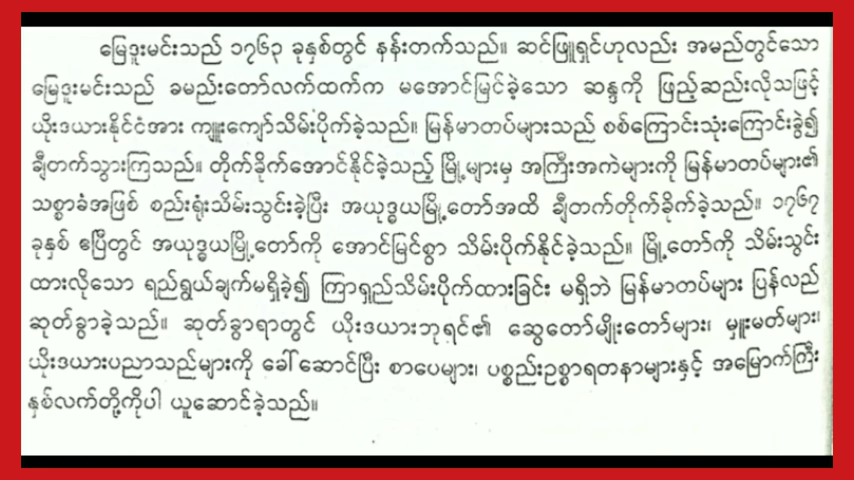 မြေဒူးမင်းသည် ၁၇၆၃ ခုနှစ်တွင် နန်းတက်သည်။ ဆင်ဖြူရှင်ဟုလည်း အမည်တွင်သော
မြေဒူးမင်းသည် ခမည်းတော်လက်ထက်က မအောင်မြင်ခဲ့သော ဆန္ဒကို ဖြည့်ဆည်းလိုသဖြင့်
ယိုးဒယားနိုင်ငံအား ကျူးကျော်သိမ်းပိုက်ခဲ့သည်။ မြန်မာတပ်များသည် စစ်ကြောင်းသုံးကြောင်းခွဲ၍
ချီတက်သွားကြသည်။ တိုက်ခိုက်အောင်နိုင်ခဲ့သည့် မြို့များမှ အကြီးအကဲများကို မြန်မာတပ်များ၏
သစ္စာခံအဖြစ် စည်းရုံးသိမ်းသွင်းခဲ့ပြီး အယုဒ္ဓယမြို့တော်အထိ ချီတက်တိုက်ခိုက်ခဲ့သည်။ ၁၇၆၇
ခုနှစ် ဧပြီတွင် အယုဒ္ဓယမြို့တော်ကို အောင်မြင်စွာ သိမ်းပိုက်နိုင်ခဲ့သည်။ မြို့တော်ကို သိမ်းသွင်း
ထားလိုသော ရည်ရွယ်ချက်မရှိခဲ့၍ ကြာရှည်သိမ်းပိုက်ထားခြင်း မရှိဘဲ မြန်မာတပ်များ ပြန်လည်
ဆုတ်ခွာခဲ့သည်။ ဆုတ်ခွာရာတွင် ယိုးဒယားဘုရင်၏ ဆွေတော်မျိုးတော်များ၊ မှူးမတ်များ၊
ယိုးဒယားပညာသည်များကို ခေါ်ဆောင်ပြီး စာပေများ၊ ပစ္စည်းဥစ္စာရတနာများနှင့် အမြောက်ကြီး
နှစ်လက်တို့ကိုပါ ယူဆောင်ခဲ့သည်။